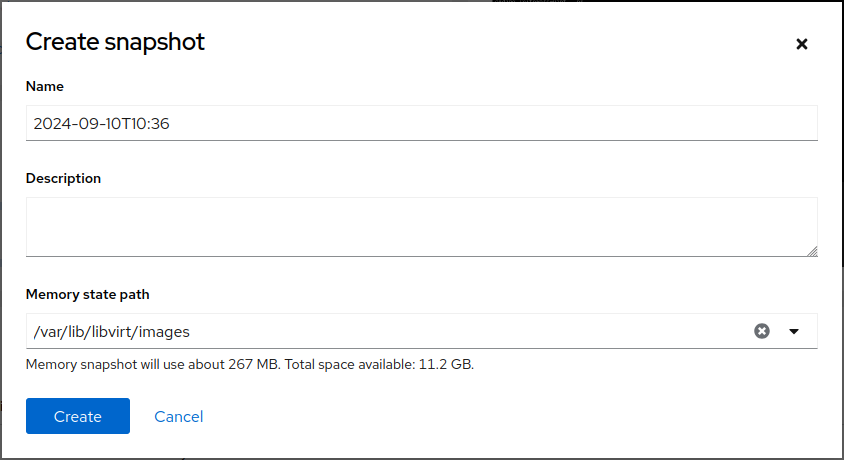 Create snapshot
Name
2024-09-10T10:36
Description
Memory state path
/var/lib/libvirt/images
Memory snapshot will use about 267 MB. Total space available: 11.2 GB.
Create Cancel